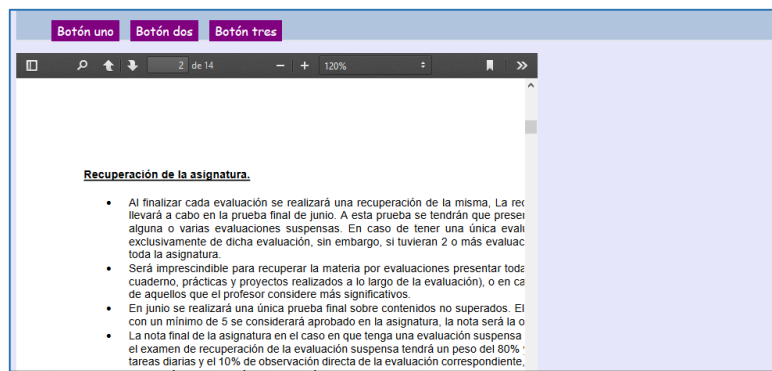 Botón uno Botón dos Botón tres
2 de 14 120%
Recuperación de la asignatura.
• Al finalizar cada evaluación se realizará una recuperación de la misma, La rec
llevará a cabo en la prueba final de junio. A esta prueba se tendrán que preser
alguna o varias evaluaciones suspensas. En caso de tener una única evalu
exclusivamente de dicha evaluación, sin embargo, si tuvieran 2 o más evaluac
toda la asignatura.
• Será imprescindible para recuperar la materia por evaluaciones presentar toda
cuaderno, prácticas y proyectos realizados a lo largo de la evaluación), o en ca
de aquellos que el profesor considere más significativos.
• En junio se realizará una única prueba final sobre contenidos no superados. El
con un mínimo de 5 se considerará aprobado en la asignatura, la nota será la o
• La nota final de la asignatura en el caso en que tenga una evaluación suspensa
el examen de recuperación de la evaluación suspensa tendrá un peso del 80%
tareas diarias y el 10% de observación directa de la evaluación correspondiente,